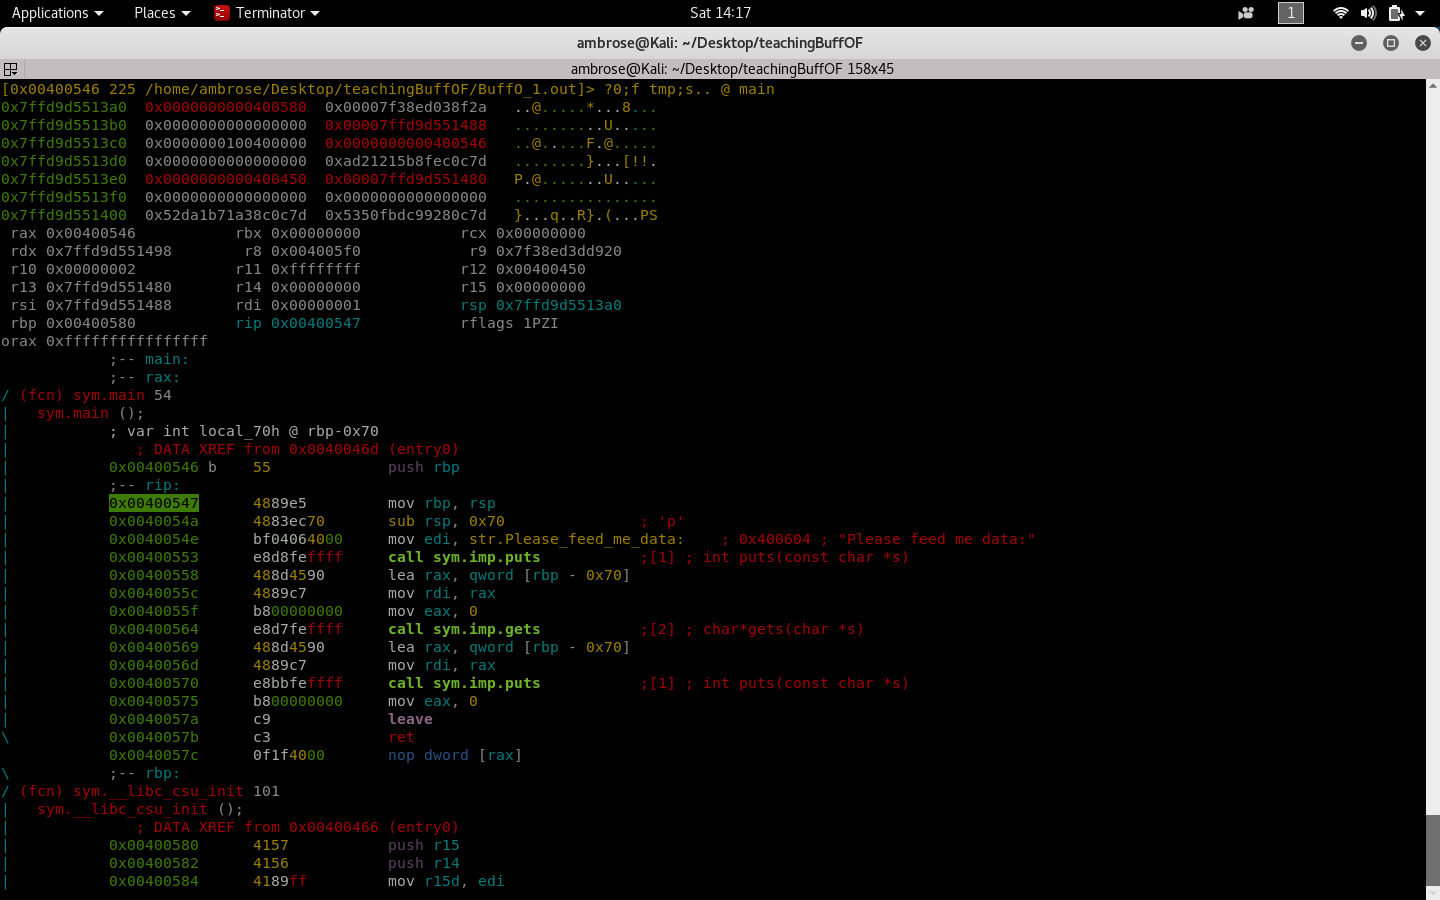 Applications Places Terminator Sat 14:17 1
ambrose@Kali: ~/Desktop/teachingBuffOF
ambrose@Kali: ~/Desktop/teachingBuffOF 158x45
[0x00400546 225 /home/ambrose/Desktop/teachingBuffOF/BuffO_1.out]> ?0;f tmp;s.. @ main
0x7ffd9d5513a0  0x0000000000400580  0x00007f38ed038f2a   ..@.....*...8...
0x7ffd9d5513b0  0x0000000000000000  0x00007ffd9d551488   ..........U.....
0x7ffd9d5513c0  0x0000000100400000  0x0000000000400546   ..@.....F.@.....
0x7ffd9d5513d0  0x0000000000000000  0xad21215b8fec0c7d   ........}...[!!.
0x7ffd9d5513e0  0x0000000000400450  0x00007ffd9d551480   P.@.......U.....
0x7ffd9d5513f0  0x0000000000000000  0x0000000000000000   ................
0x7ffd9d551400  0x52da1b71a38c0c7d  0x5350fbdc99280c7d   }...q..R}.(...PS
 rax 0x00400546           rbx 0x00000000           rcx 0x00000000
 rdx 0x7ffd9d551498        r8 0x004005f0            r9 0x7f38ed3dd920
 r10 0x00000002           r11 0xffffffff           r12 0x00400450
 r13 0x7ffd9d551480       r14 0x00000000           r15 0x00000000
 rsi 0x7ffd9d551488       rdi 0x00000001           rsp 0x7ffd9d5513a0
 rbp 0x00400580           rip 0x00400547           rflags 1PZI
orax 0xffffffffffffffff
            ;-- main:
            ;-- rax:
/ (fcn) sym.main 54
|   sym.main ();
|           ; var int local_70h @ rbp-0x70
|              ; DATA XREF from 0x0040046d (entry0)
|           0x00400546 b    55             push rbp
|           ;-- rip:
|           0x00400547      4889e5         mov rbp, rsp
|           0x0040054a      4883ec70       sub rsp, 0x70               ; 'p'
|           0x0040054e      bf04064000     mov edi, str.Please_feed_me_data:    ; 0x400604 ; "Please feed me data:"
|           0x00400553      e8d8feffff     call sym.imp.puts           ;[1] ; int puts(const char *s)
|           0x00400558      488d4590       lea rax, qword [rbp - 0x70]
|           0x0040055c      4889c7         mov rdi, rax
|           0x0040055f      b800000000     mov eax, 0
|           0x00400564      e8d7feffff     call sym.imp.gets           ;[2] ; char*gets(char *s)
|           0x00400569      488d4590       lea rax, qword [rbp - 0x70]
|           0x0040056d      4889c7         mov rdi, rax
|           0x00400570      e8bbfeffff     call sym.imp.puts           ;[1] ; int puts(const char *s)
|           0x00400575      b800000000     mov eax, 0
|           0x0040057a      c9             leave
\           0x0040057b      c3             ret
            0x0040057c      0f1f4000       nop dword [rax]
\           ;-- rbp:
/ (fcn) sym.__libc_csu_init 101
|   sym.__libc_csu_init ();
|              ; DATA XREF from 0x00400466 (entry0)
|           0x00400580      4157           push r15
|           0x00400582      4156           push r14
|           0x00400584      4189ff         mov r15d, edi